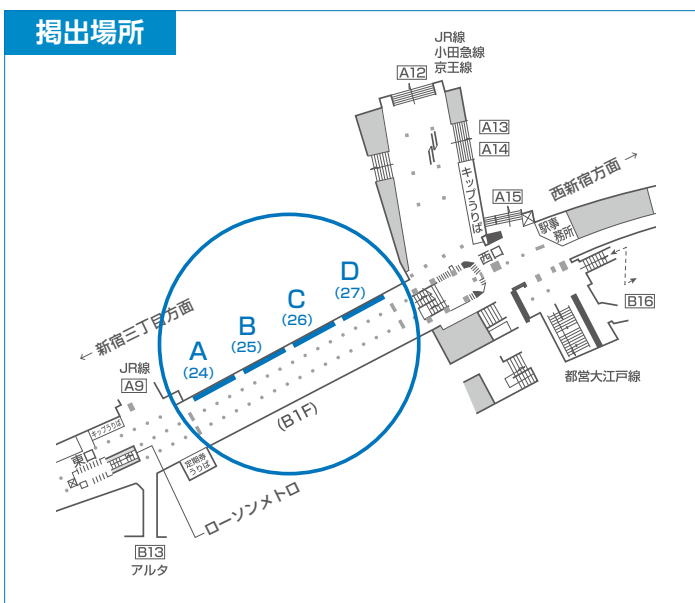 掲出場所
JR線
小田急線
京王線
A12
A13
A14
キップうりば
A15
西新宿方面 →
駅事
務所
西口
B16
都営大江戸線
D
(27)
C
(26)
B
(25)
A
(24)
← 新宿三丁目方面
JR線
A9
キップうりば
東口
(B1F)
定期券
うりば
ローソンメトロ
B13
アルタ